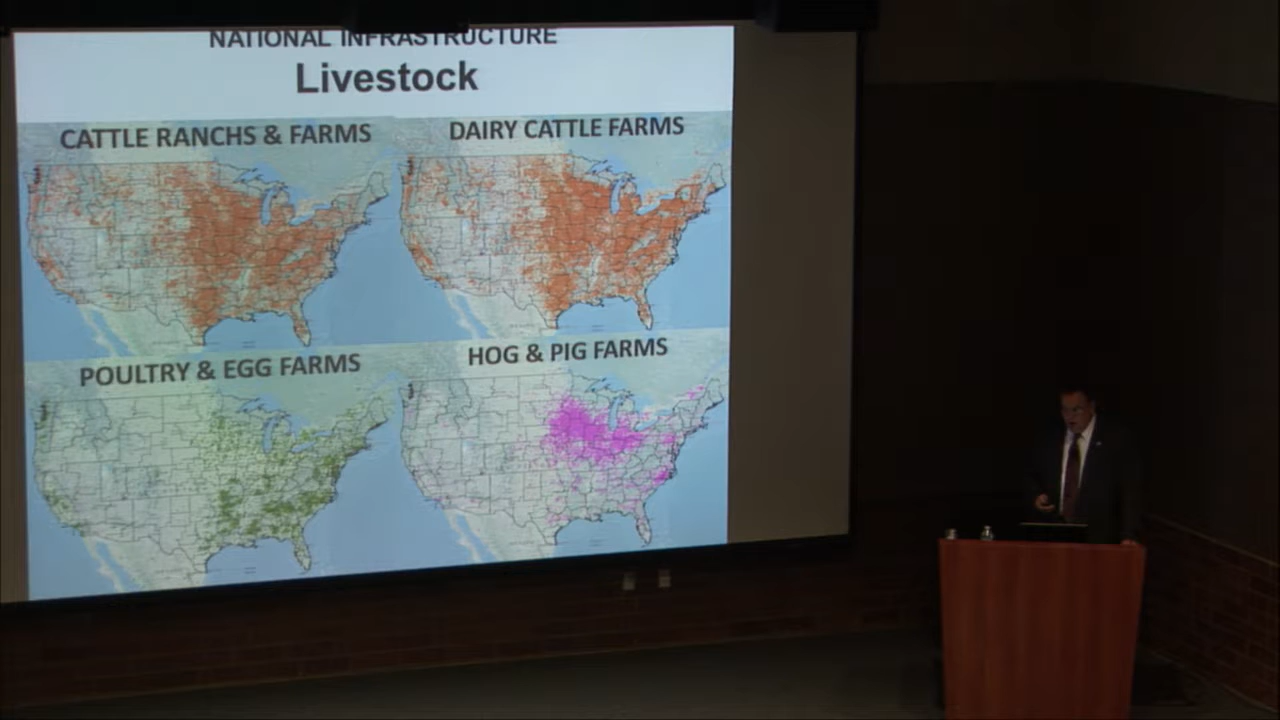 NATIONAL INFRASTRUCTURE
Livestock
CATTLE RANCHS & FARMS
DAIRY CATTLE FARMS
POULTRY & EGG FARMS
HOG & PIG FARMS